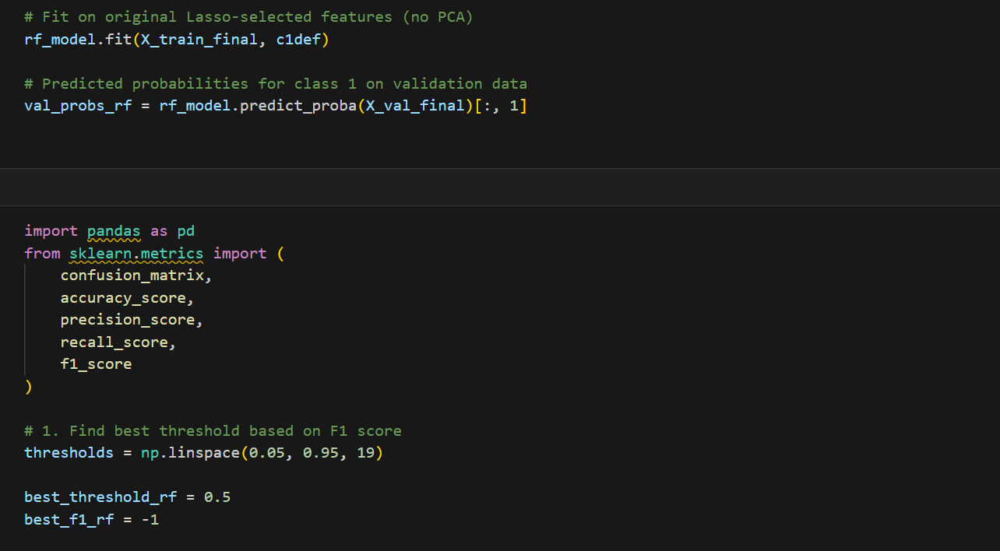 # Fit on original Lasso-selected features (no PCA)
rf_model.fit(X_train_final, c1def)
# Predicted probabilities for class 1 on validation data
val_probs_rf = rf_model.predict_proba(X_val_final)[:, 1]
import pandas as pd
from sklearn.metrics import (
    confusion_matrix,
    accuracy_score,
    precision_score,
    recall_score,
    f1_score
)
# 1. Find best threshold based on F1 score
thresholds = np.linspace(0.05, 0.95, 19)
best_threshold_rf = 0.5
best_f1_rf = -1